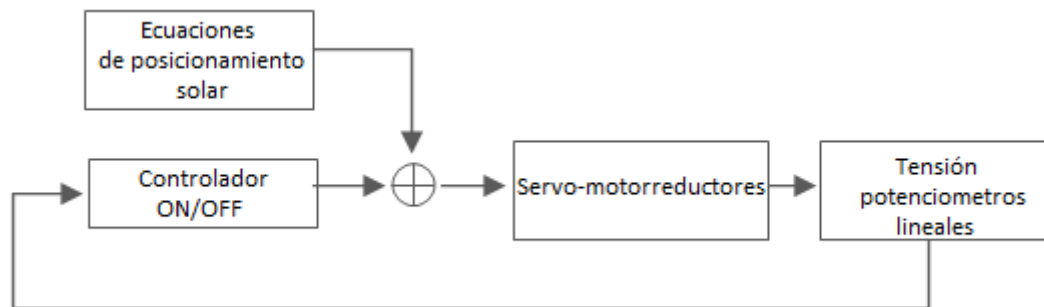 Ecuaciones
de posicionamiento
solar
Controlador
ON/OFF
Servo-motorreductores
Tensión
potenciometros
lineales